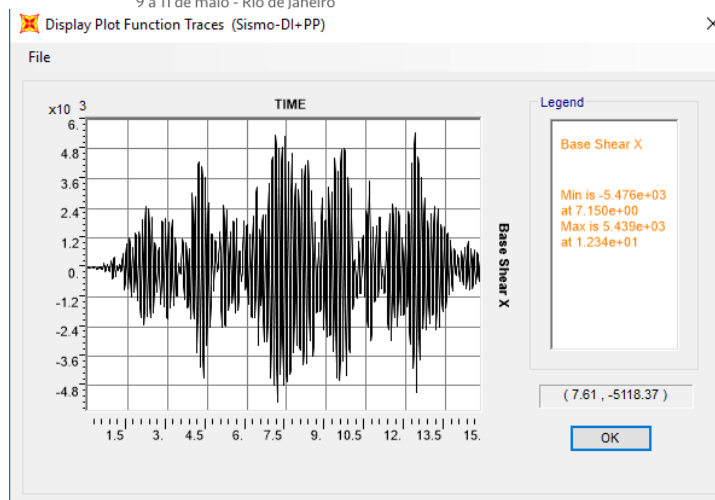 9 a 11 de maio - Rio de Janeiro
Display Plot Function Traces (Sismo-DI+PP)
File
x10 3
TIME
Legend
6.
4.8
3.6
2.4
1.2
0.
-1.2
-2.4
-3.6
-4.8
Base Shear X
Base Shear X
Min is -5.476e+03
at 7.150e+00
Max is 5.439e+03
at 1.234e+01
1.5 3. 4.5 6. 7.5 9. 10.5 12. 13.5 15.
( 7.61 , -5118.37 )
OK